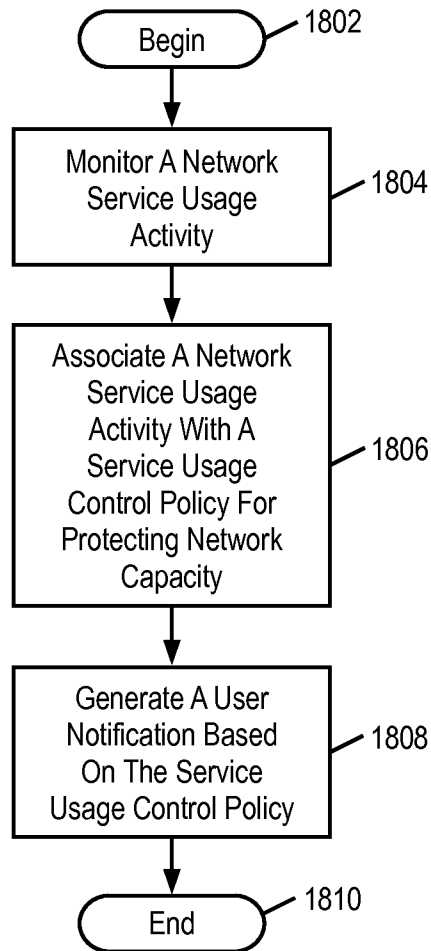 Begin
1802
Monitor A Network
Service Usage
Activity
1804
Associate A Network
Service Usage
Activity With A
Service Usage
Control Policy For
Protecting Network
Capacity
1806
Generate A User
Notification Based
On The Service
Usage Control Policy
1808
End
1810